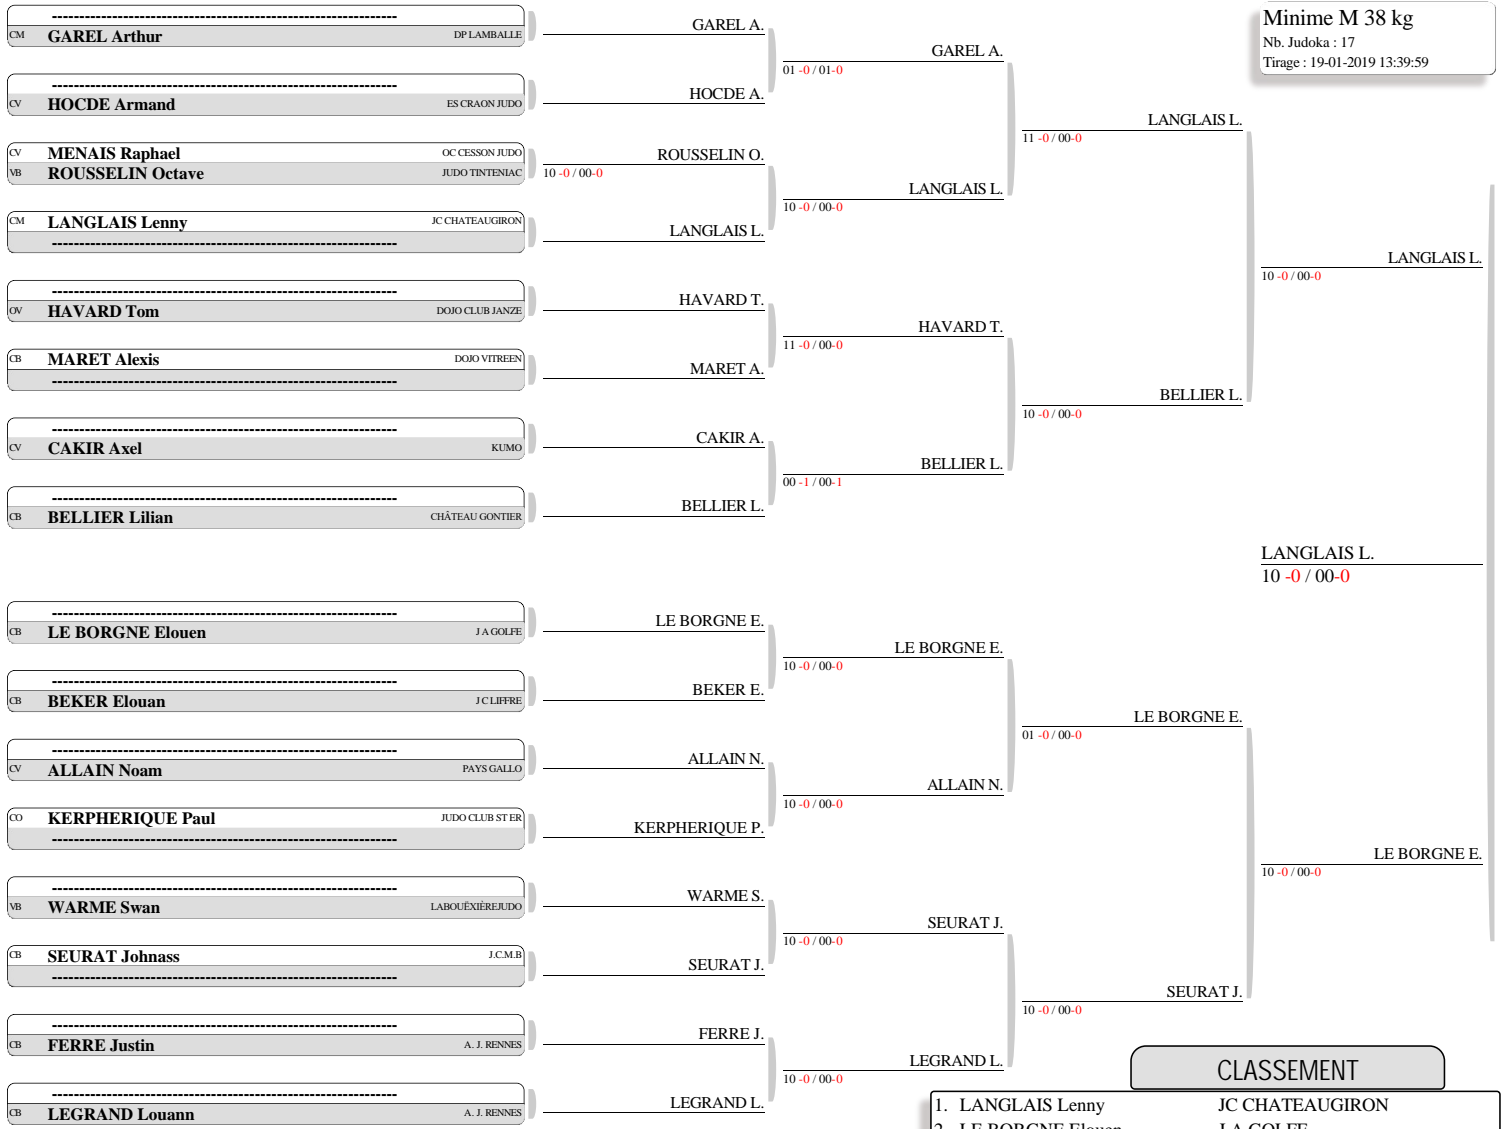 Minime M 38 kg
Nb. Judoka : 17
Tirage : 19-01-2019 13:39:59
----------------------------------------------------------------
CM GAREL Arthur DP LAMBALLE
----------------------------------------------------------------
CV HOCDE Armand ES CRAON JUDO
CV MENAIS Raphael OC CESSON JUDO
VB ROUSSELIN Octave JUDO TINTENIAC
CM LANGLAIS Lenny JC CHATEAUGIRON
----------------------------------------------------------------
----------------------------------------------------------------
OV HAVARD Tom DOJO CLUB JANZE
CB MARET Alexis DOJO VITREEN
----------------------------------------------------------------
----------------------------------------------------------------
CV CAKIR Axel KUMO
----------------------------------------------------------------
CB BELLIER Lilian CHÂTEAU GONTIER
----------------------------------------------------------------
CB LE BORGNE Elouen J A GOLFE
----------------------------------------------------------------
CB BEKER Elouan J C LIFFRE
----------------------------------------------------------------
CV ALLAIN Noam PAYS GALLO
CO KERPHERIQUE Paul JUDO CLUB ST ER
----------------------------------------------------------------
----------------------------------------------------------------
VB WARME Swan LABOUËXIÈREJUDO
CB SEURAT Johnass J.C.M.B
----------------------------------------------------------------
----------------------------------------------------------------
CB FERRE Justin A. J. RENNES
----------------------------------------------------------------
CB LEGRAND Louann A. J. RENNES
GAREL A.
HOCDE A.
ROUSSELIN O.
10 -0 / 00-0
LANGLAIS L.
HAVARD T.
MARET A.
CAKIR A.
BELLIER L.
LE BORGNE E.
BEKER E.
ALLAIN N.
KERPHERIQUE P.
WARME S.
SEURAT J.
FERRE J.
LEGRAND L.
GAREL A.
01 -0 / 01-0
LANGLAIS L.
10 -0 / 00-0
HAVARD T.
11 -0 / 00-0
BELLIER L.
00 -1 / 00-1
LE BORGNE E.
10 -0 / 00-0
ALLAIN N.
10 -0 / 00-0
SEURAT J.
10 -0 / 00-0
LEGRAND L.
10 -0 / 00-0
LANGLAIS L.
11 -0 / 00-0
BELLIER L.
10 -0 / 00-0
LE BORGNE E.
01 -0 / 00-0
SEURAT J.
10 -0 / 00-0
LANGLAIS L.
10 -0 / 00-0
LANGLAIS L.
10 -0 / 00-0
LE BORGNE E.
10 -0 / 00-0
CLASSEMENT
1. LANGLAIS Lenny JC CHATEAUGIRON
2. LE BORGNE Elouen J A GOLFE